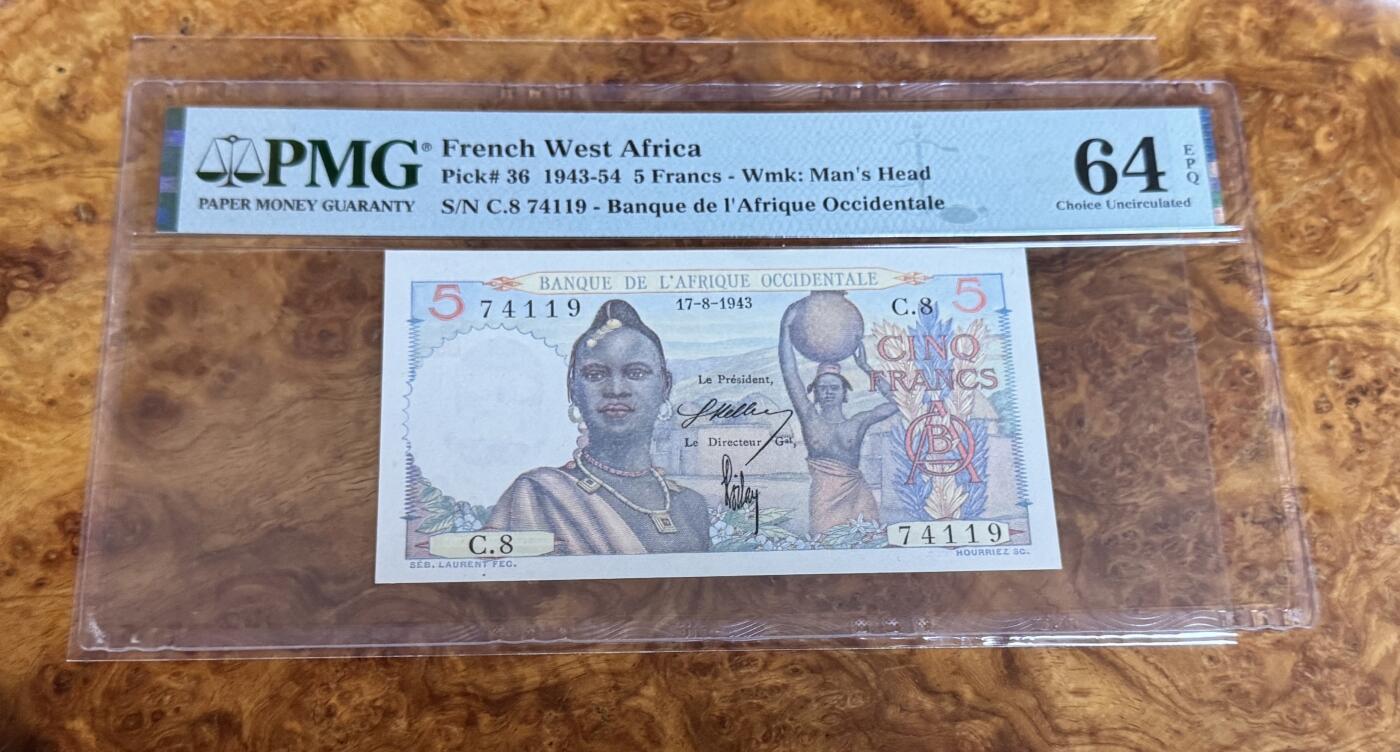 PMG®
PAPER MONEY GUARANTY
French West Africa
Pick# 36 1943-54 5 Francs - Wmk: Man's Head
S/N C.8 74119 - Banque de l'Afrique Occidentale
64
EPQ
Choice Uncirculated
BANQUE DE L'AFRIQUE OCCIDENTALE
5 74119 17-8-1943 C.8 5
CINQ
FRANCS
Le Président,
Le Directeur Gal,
BAO
C.8
74119
SÉB. LAURENT FEC.
HOURRIEZ SC.